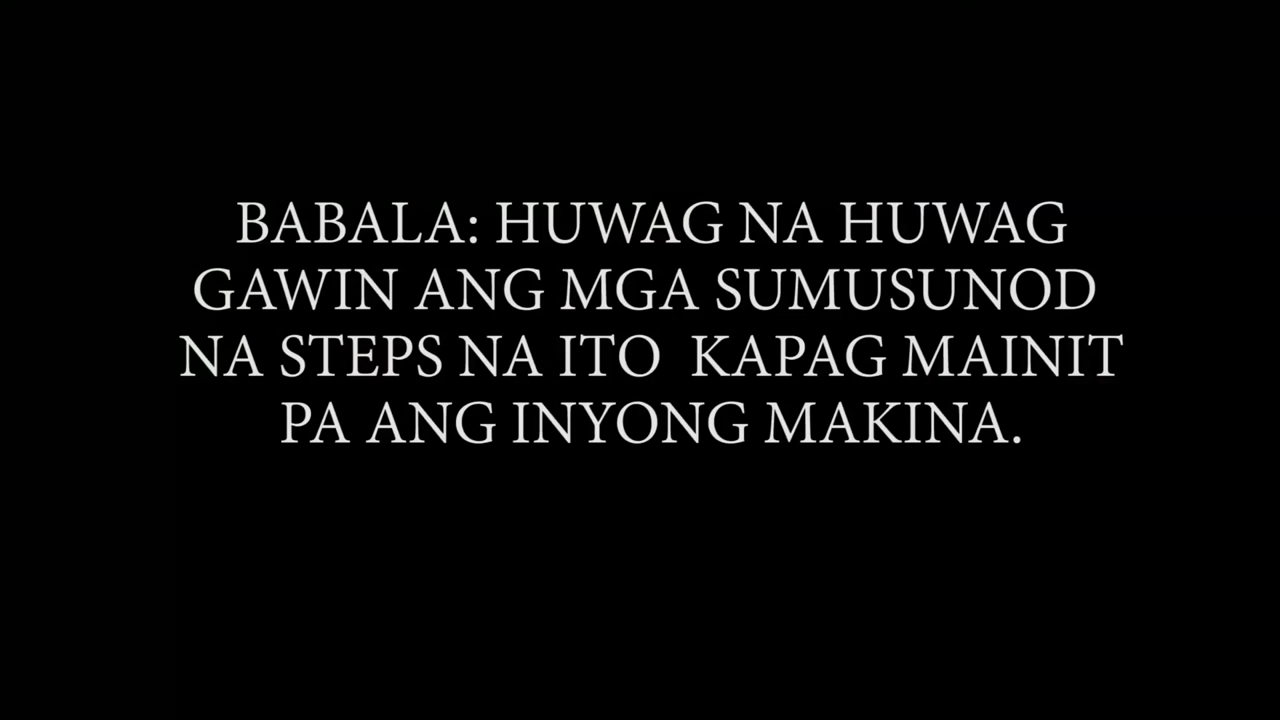 BABALA: HUWAG NA HUWAG
GAWIN ANG MGA SUMUSUNOD
NA STEPS NA ITO  KAPAG MAINIT
PA ANG INYONG MAKINA.